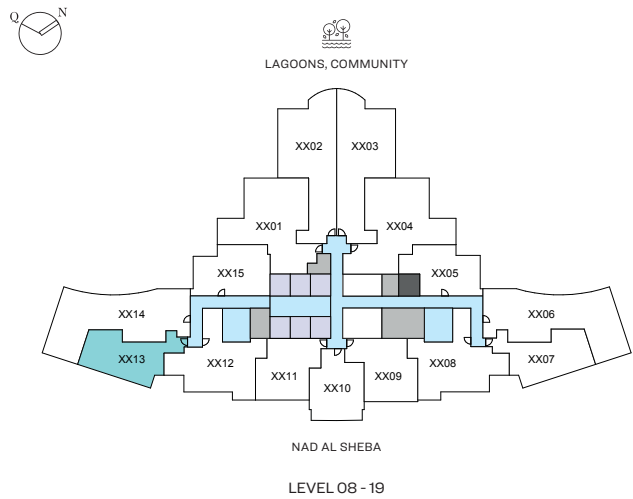 Q N
LAGOONS, COMMUNITY
XX02 XX03
XX01 XX04
XX15 XX05
XX14 XX06
XX13 XX12 XX11 XX10 XX09 XX08 XX07
NAD AL SHEBA
LEVEL 08 - 19